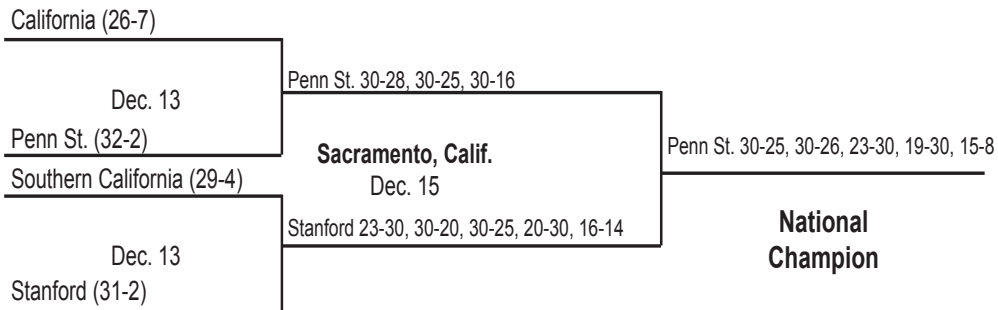 California (26-7)
Dec. 13
Penn St. 30-28, 30-25, 30-16
Penn St. (32-2)
Southern California (29-4)
Sacramento, Calif.
Dec. 15
Penn St. 30-25, 30-26, 23-30, 19-30, 15-8
Stanford 23-30, 30-20, 30-25, 20-30, 16-14
Dec. 13
Stanford (31-2)
National
Champion